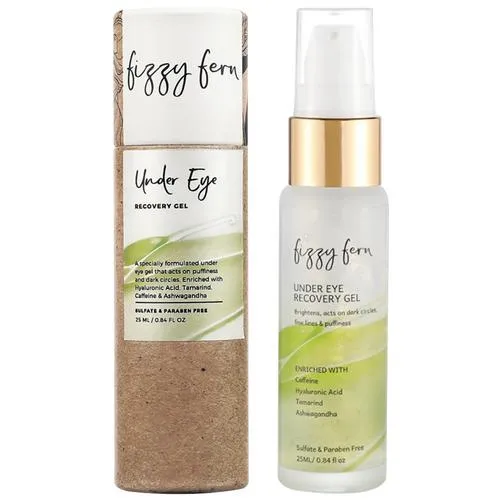 fizzy fern
Under Eye
RECOVERY GEL
A specially formulated under
eye gel that acts on puffiness
and dark circles. Enriched with
Hyaluronic Acid, Tamarind,
Caffeine & Ashwagandha
SULFATE & PARABEN FREE
25 ML / 0.84 FL OZ
fizzy fern
UNDER EYE
RECOVERY GEL
Brightens, acts on dark circles,
fine lines & puffiness
ENRICHED WITH
Caffeine
Hyaluronic Acid
Tamarind
Ashwagandha
Sulfate & Paraben Free
25ML/ 0.84 fl oz